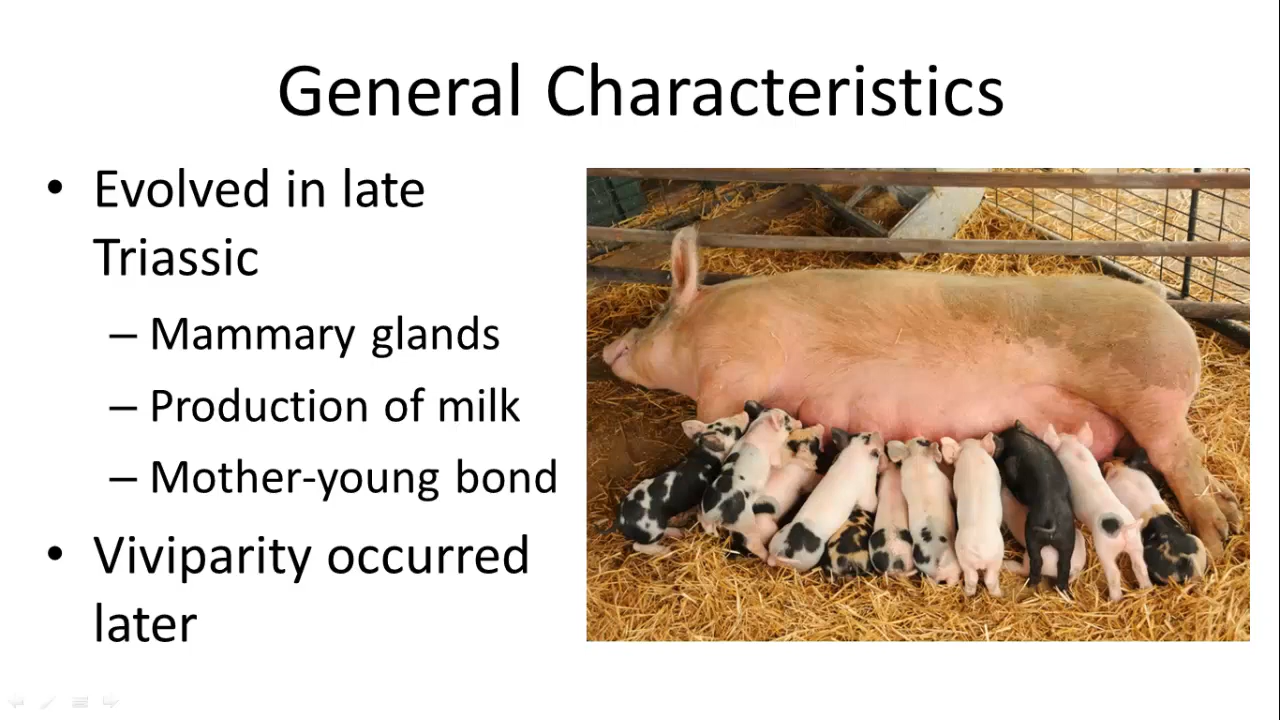 General Characteristics
• Evolved in late
Triassic
– Mammary glands
– Production of milk
– Mother-young bond
• Viviparity occurred
later